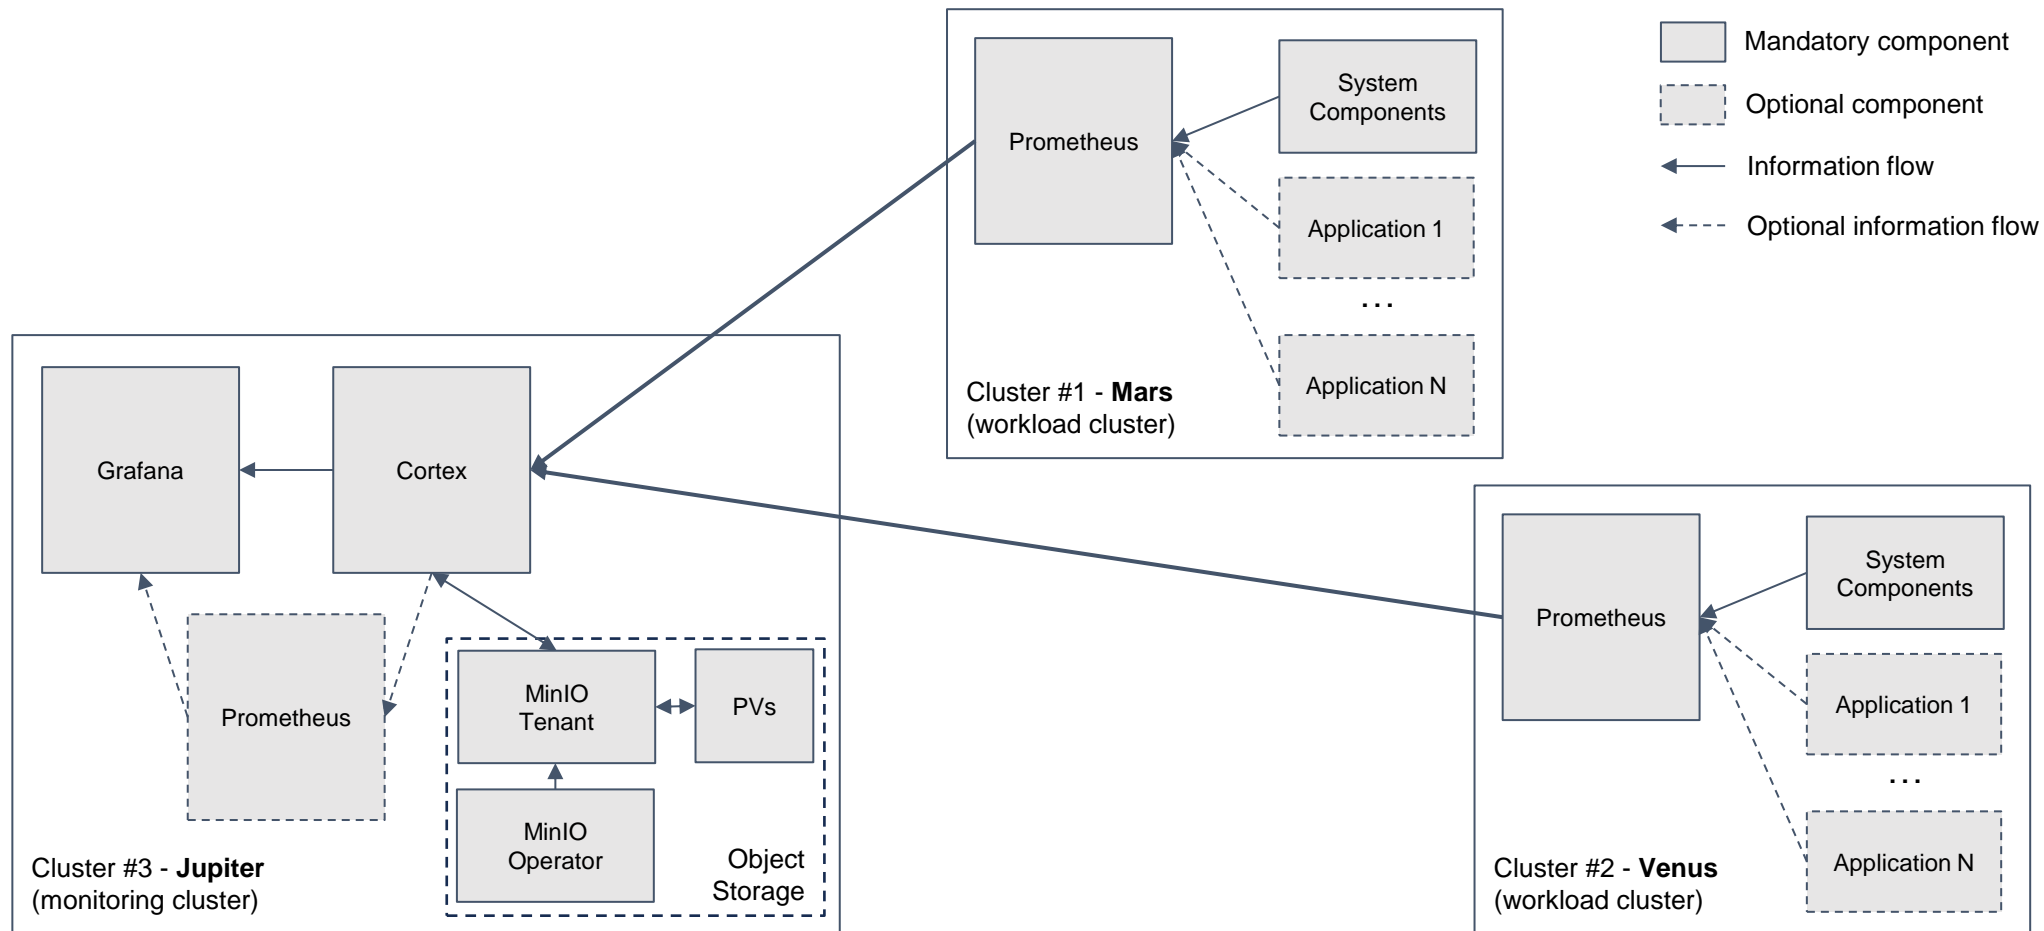 Mandatory component
Optional component
Information flow
Optional information flow
Prometheus
System
Components
Application 1
...
Application N
Cluster #1 - Mars
(workload cluster)
Grafana
Cortex
Prometheus
MinIO
Tenant
PVs
MinIO
Operator
Object
Storage
Cluster #3 - Jupiter
(monitoring cluster)
Prometheus
System
Components
Application 1
...
Application N
Cluster #2 - Venus
(workload cluster)